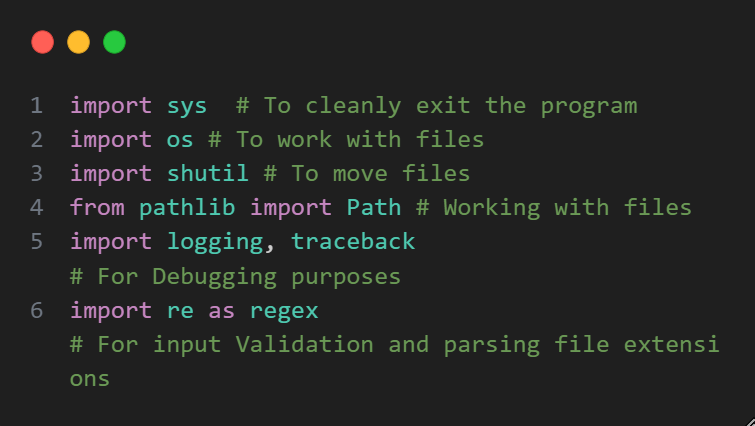 1 import sys  # To cleanly exit the program
2 import os # To work with files
3 import shutil # To move files
4 from pathlib import Path # Working with files
5 import logging, traceback
# For Debugging purposes
6 import re as regex
# For input Validation and parsing file extensi
ons